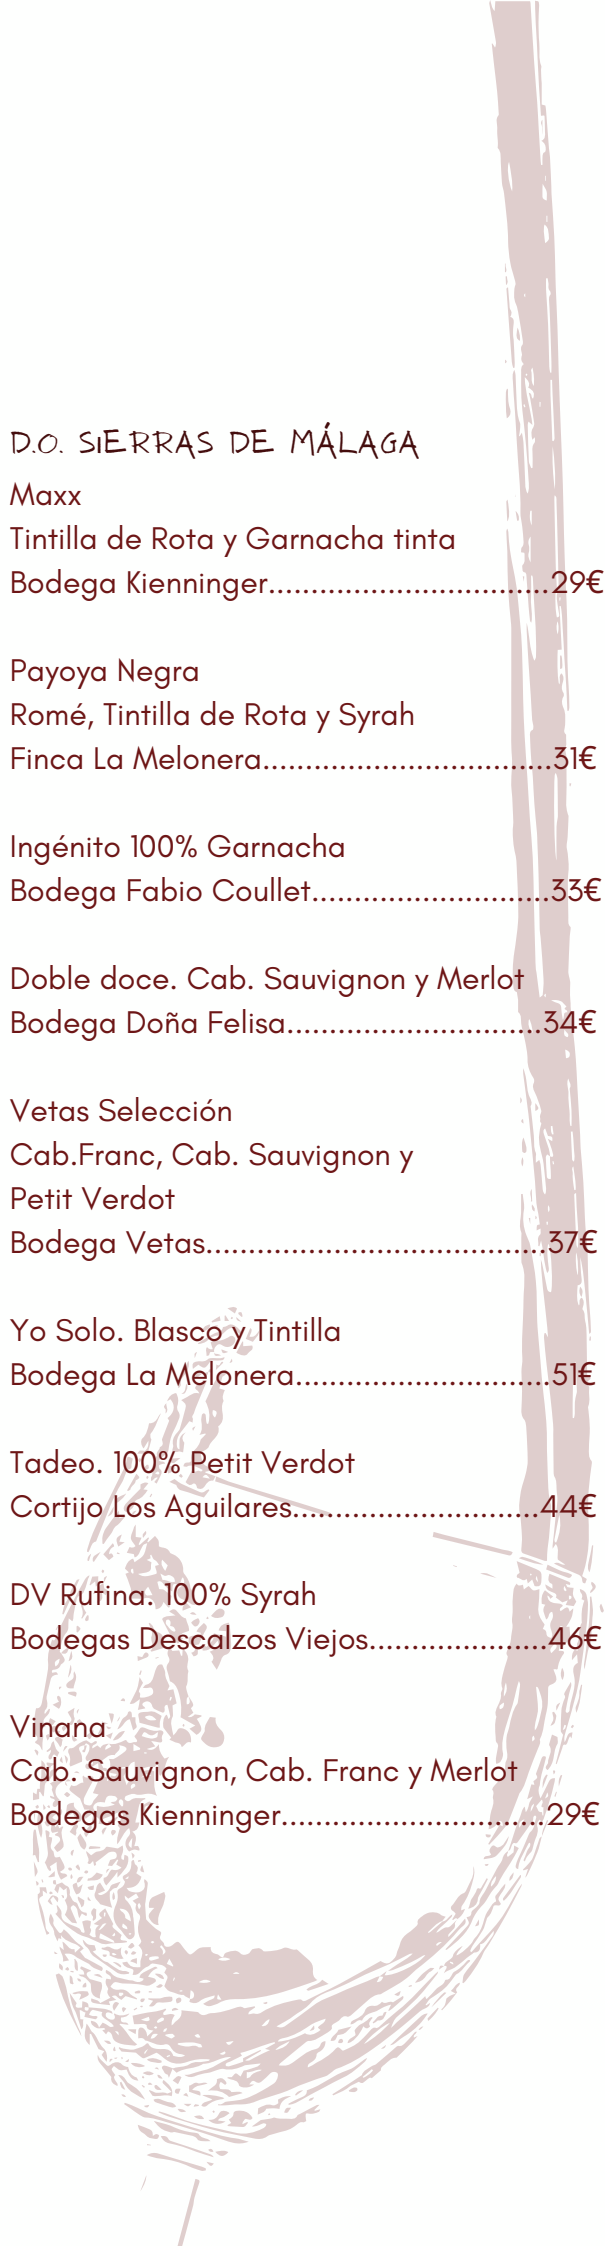 D.O. SIERRAS DE MÁLAGA
Maxx
Tintilla de Rota y Garnacha tinta
Bodega Kienninger.................................29€
Payoya Negra
Romé, Tintilla de Rota y Syrah
Finca La Melonera..................................31€
Ingénito 100% Garnacha
Bodega Fabio Coullet............................33€
Doble doce. Cab. Sauvignon y Merlot
Bodega Doña Felisa..............................34€
Vetas Selección
Cab.Franc, Cab. Sauvignon y
Petit Verdot
Bodega Vetas........................................37€
Yo Solo. Blasco y Tintilla
Bodega La Melonera..............................51€
Tadeo. 100% Petit Verdot
Cortijo Los Aguilares.............................44€
DV Rufina. 100% Syrah
Bodegas Descalzos Viejos.....................46€
Vinana
Cab. Sauvignon, Cab. Franc y Merlot
Bodegas Kienninger...............................29€